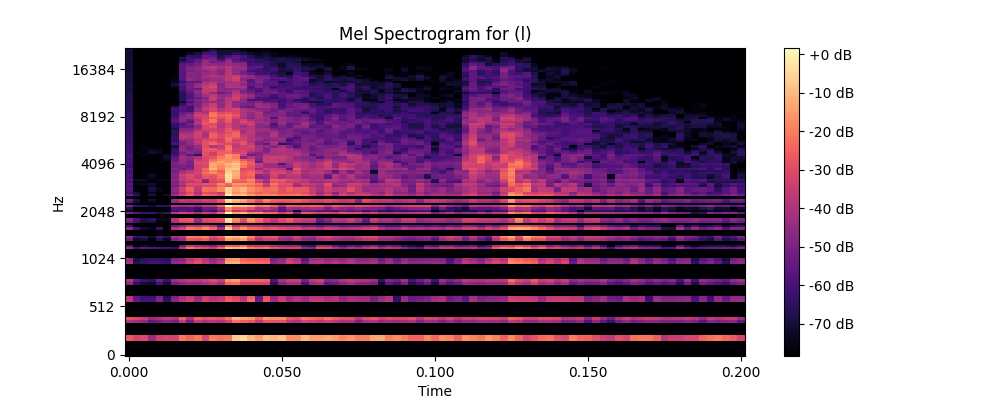 Mel Spectrogram for (l)
Hz
16384
8192
4096
2048
1024
512
0
0.000 0.050 0.100 0.150 0.200
Time
+0 dB
-10 dB
-20 dB
-30 dB
-40 dB
-50 dB
-60 dB
-70 dB